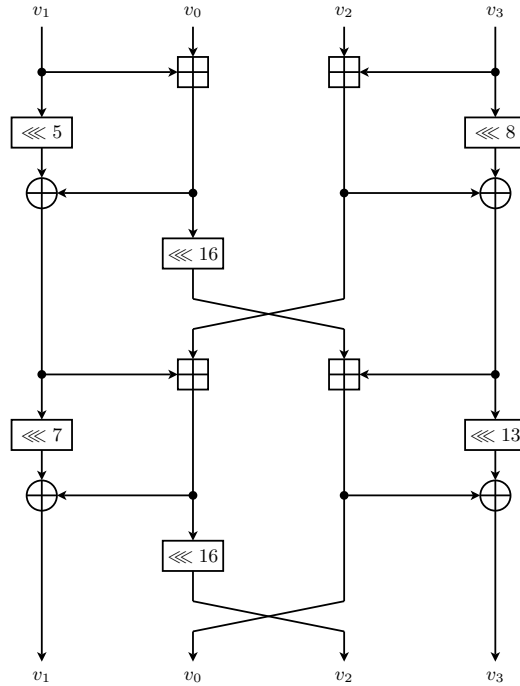 v₁ v₀ v₂ v₃
⋘ 5 ⋘ 8
⋘ 16
⋘ 7 ⋘ 13
⋘ 16
v₁ v₀ v₂ v₃